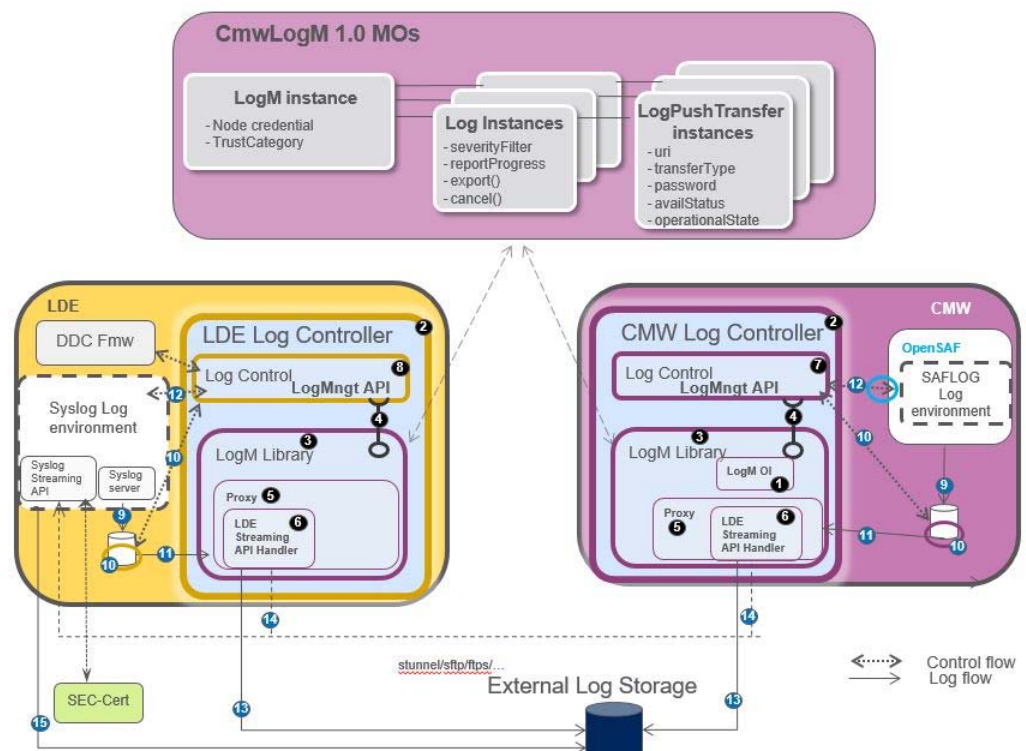 CmwLogM 1.0 MOs
LogM instance
- Node credential
- TrustCategory
Log Instances
- severityFilter
- reportProgress
- export()
- cancel()
LogPushTransfer
instances
- uri
- transferType
- password
- availStatus
- operationalState
LDE
DDC Fmw
LDE Log Controller
2
Log Control
8
LogMngt API
12
Syslog Log
environment
4
10
3
LogM Library
Syslog
Streaming
API
Syslog
server
Proxy
5
6
LDE
Streaming
API Handler
9
10
11
14
CMW
CMW Log Controller
2
7
Log Control
LogMngt API
OpenSAF
12
SAFLOG
Log
environment
4
10
3
LogM Library
LogM OI
1
9
Proxy
5
6
LDE
Streaming
API Handler
11
10
14
stunnel/sftp/ftps/…
Control flow
Log flow
External Log Storage
SEC-Cert
13
13
15